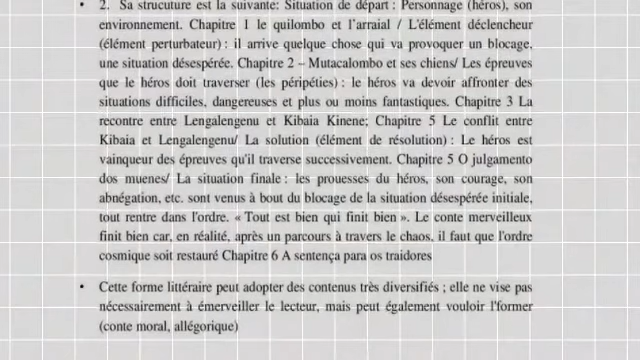 • 2. Sa strucuture est la suivante: Situation de départ : Personnage (héros), son
environnement. Chapitre 1 le quilombo et l'arraial / L'élément déclencheur
(élément perturbateur) : il arrive quelque chose qui va provoquer un blocage,
une situation désespérée. Chapitre 2 – Mutacalombo et ses chiens/ Les épreuves
que le héros doit traverser (les péripéties) : le héros va devoir affronter des
situations difficiles, dangereuses et plus ou moins fantastiques. Chapitre 3 La
recontre entre Lengalengenu et Kibaia Kinene; Chapitre 5 Le conflit entre
Kibaia et Lengalengenu/ La solution (élément de résolution) : Le héros est
vainqueur des épreuves qu'il traverse successivement. Chapitre 5 O julgamento
dos muenes/ La situation finale : les prouesses du héros, son courage, son
abnégation, etc. sont venus à bout du blocage de la situation désespérée initiale,
tout rentre dans l'ordre. « Tout est bien qui finit bien ». Le conte merveilleux
finit bien car, en réalité, après un parcours à travers le chaos, il faut que l'ordre
cosmique soit restauré Chapitre 6 A sentença para os traidores
• Cette forme littéraire peut adopter des contenus très diversifiés ; elle ne vise pas
nécessairement à émerveiller le lecteur, mais peut également vouloir l'former
(conte moral, allégorique)